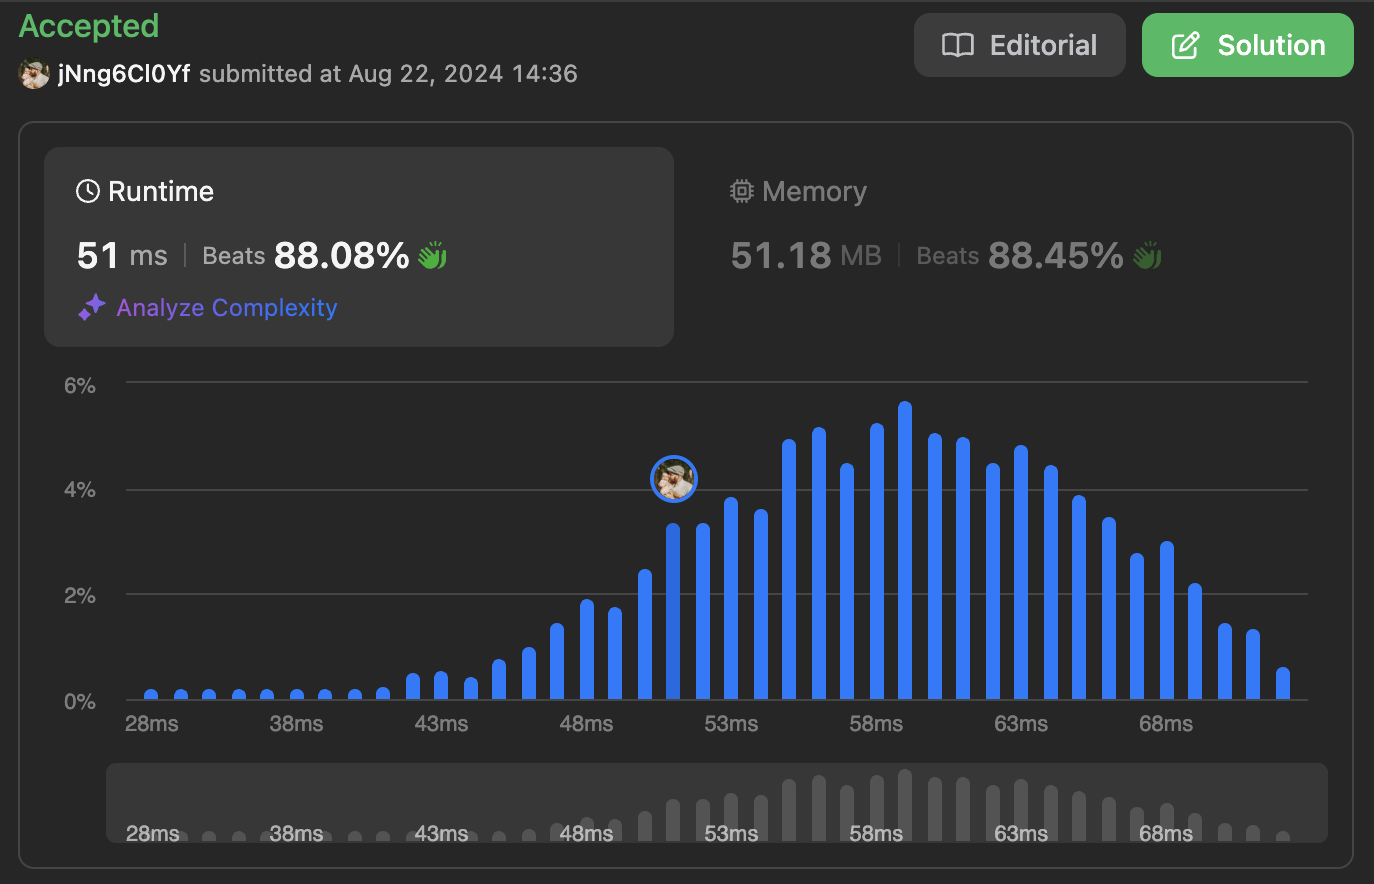 Accepted
jNng6Cl0Yf submitted at Aug 22, 2024 14:36
Editorial
Solution
Runtime
51 ms | Beats 88.08%
Analyze Complexity
Memory
51.18 MB | Beats 88.45%
6%
4%
2%
0%
28ms 38ms 43ms 48ms 53ms 58ms 63ms 68ms
28ms 38ms 43ms 48ms 53ms 58ms 63ms 68ms